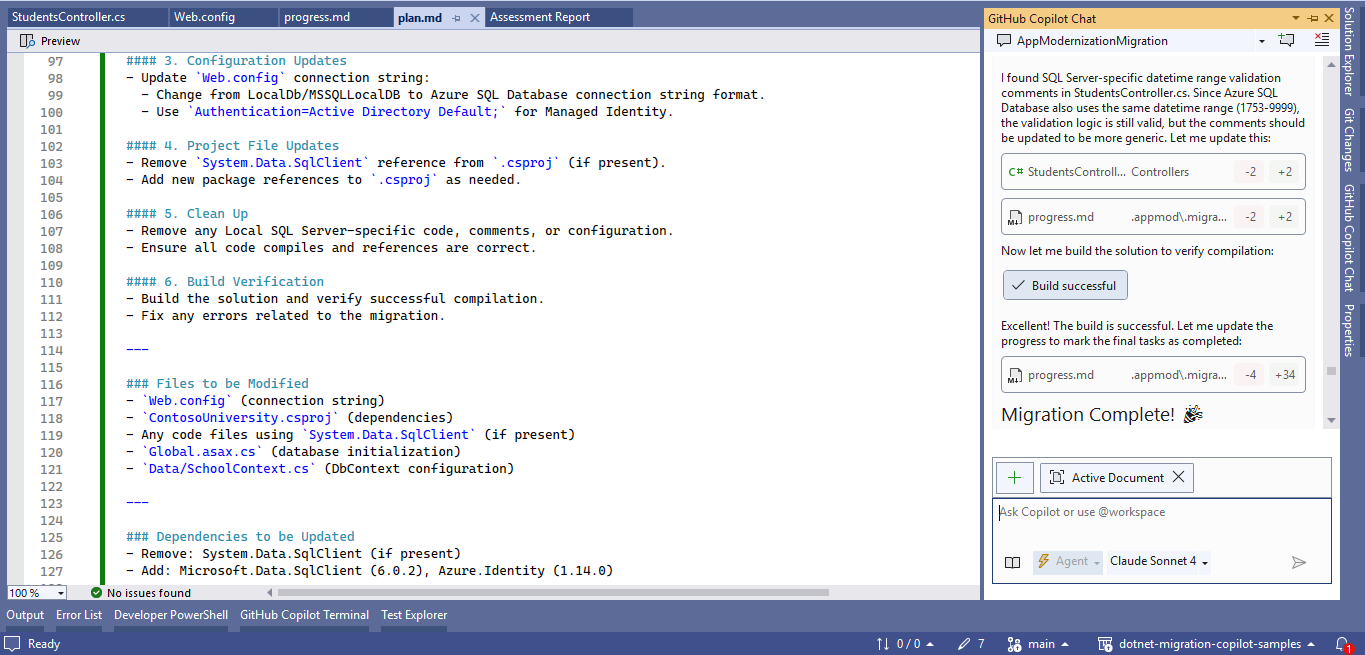 StudentsController.cs Web.config progress.md plan.md Assessment Report
Preview
97 #### 3. Configuration Updates
98 - Update `Web.config` connection string:
99 - Change from LocalDb/MSSQLLocalDB to Azure SQL Database connection string format.
100 - Use `Authentication=Active Directory Default;` for Managed Identity.
101
102 #### 4. Project File Updates
103 - Remove `System.Data.SqlClient` reference from `.csproj` (if present).
104 - Add new package references to `.csproj` as needed.
105
106 #### 5. Clean Up
107 - Remove any Local SQL Server-specific code, comments, or configuration.
108 - Ensure all code compiles and references are correct.
109
110 #### 6. Build Verification
111 - Build the solution and verify successful compilation.
112 - Fix any errors related to the migration.
113
114 ---
115
116 ### Files to be Modified
117 - `Web.config` (connection string)
118 - `ContosoUniversity.csproj` (dependencies)
119 - Any code files using `System.Data.SqlClient` (if present)
120 - `Global.asax.cs` (database initialization)
121 - `Data/SchoolContext.cs` (DbContext configuration)
122
123 ---
124
125 ### Dependencies to be Updated
126 - Remove: System.Data.SqlClient (if present)
127 - Add: Microsoft.Data.SqlClient (6.0.2), Azure.Identity (1.14.0)
100 % No issues found
GitHub Copilot Chat
AppModernizationMigration
I found SQL Server-specific datetime range validation
comments in StudentsController.cs. Since Azure SQL
Database also uses the same datetime range (1753-9999),
the validation logic is still valid, but the comments should
be updated to be more generic. Let me update this:
C# StudentsControll... Controllers -2 +2
M↓ progress.md .appmod\.migra... -2 +2
Now let me build the solution to verify compilation:
Build successful
Excellent! The build is successful. Let me update the
progress to mark the final tasks as completed:
M↓ progress.md .appmod\.migra... -4 +34
Migration Complete! 🎉
Active Document
Ask Copilot or use @workspace
Agent Claude Sonnet 4
Solution Explorer
Git Changes
GitHub Copilot Chat
Properties
Output Error List Developer PowerShell GitHub Copilot Terminal Test Explorer
Ready 0 / 0 7 main dotnet-migration-copilot-samples 1